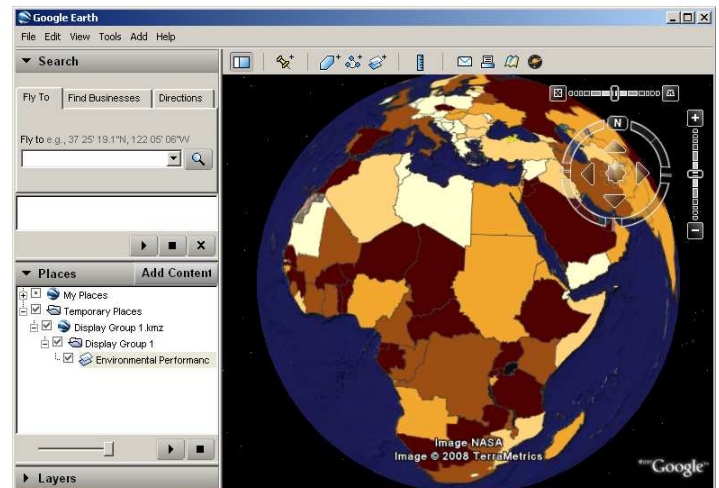 Google Earth
File Edit View Tools Add Help
▼ Search
Fly To Find Businesses Directions
Fly to e.g., 37 25' 19.1"N, 122 05' 06"W
▼ Places Add Content
My Places
Temporary Places
Display Group 1.kmz
Display Group 1
Environmental Performanc
▶ Layers
N
Image NASA
Image © 2008 TerraMetrics
Google